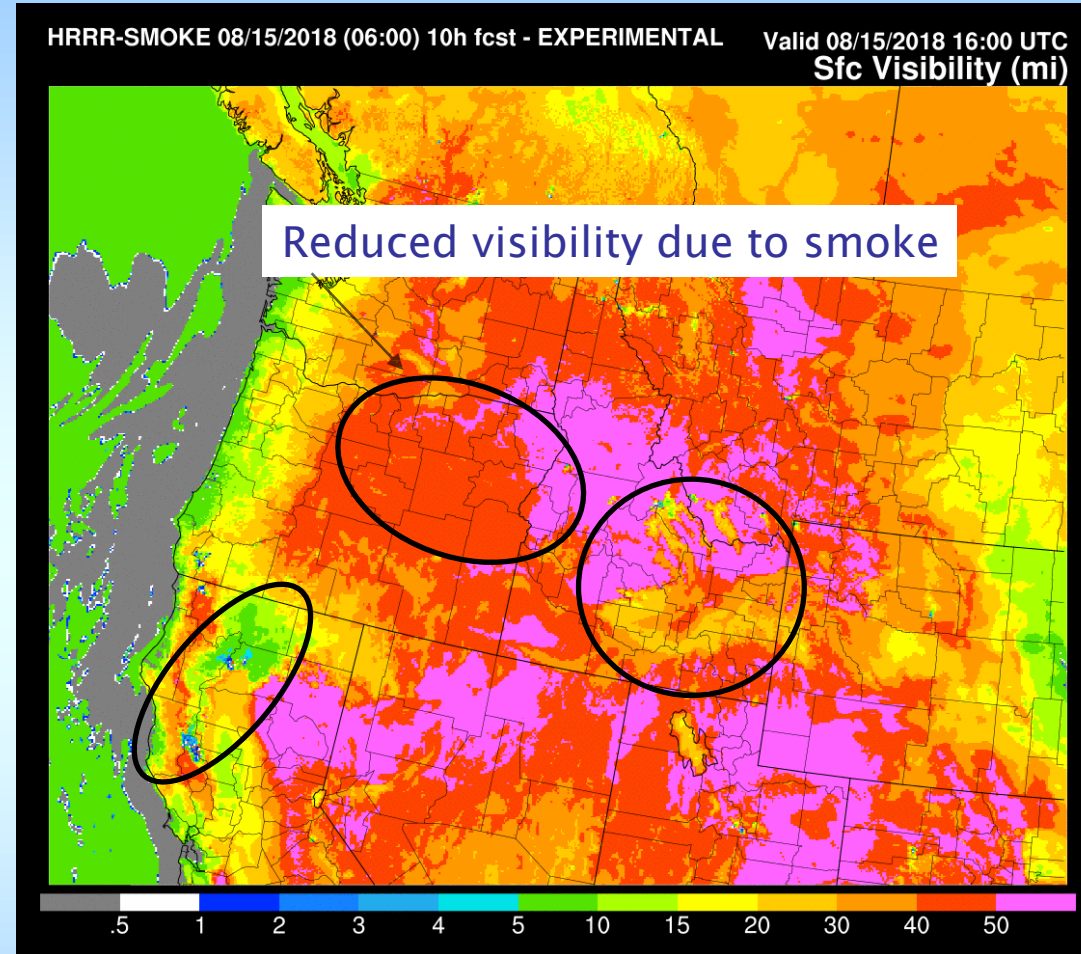 HRRR-SMOKE 08/15/2018 (06:00) 10h fcst - EXPERIMENTAL
Valid 08/15/2018 16:00 UTC
Sfc Visibility (mi)
Reduced visibility due to smoke
.5 1 2 3 4 5 10 15 20 30 40 50